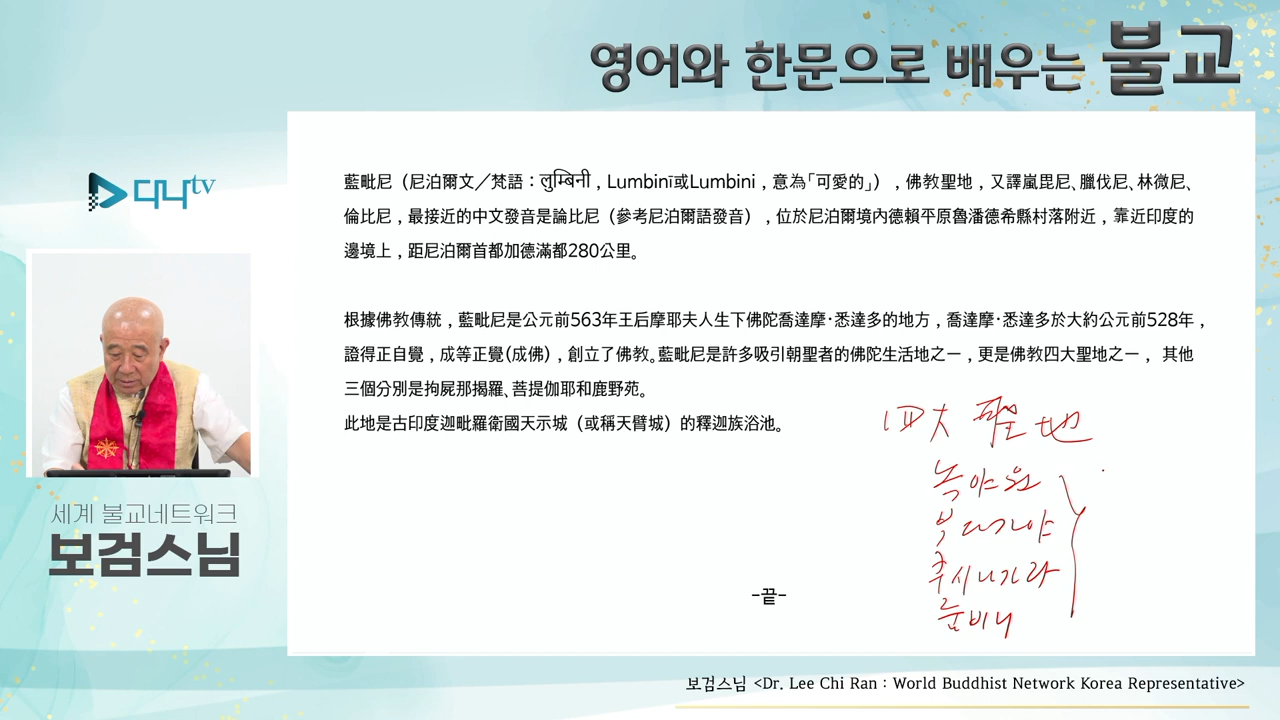 영어와 한문으로 배우는 불교
디나tv
藍毗尼（尼泊爾文／梵語：लुम्बिनी，Lumbinī或Lumbini，意為「可愛的」），佛教聖地，又譯嵐毘尼、臘伐尼、林微尼、
倫比尼，最接近的中文發音是論比尼（參考尼泊爾語發音），位於尼泊爾境內德賴平原魯潘德希縣村落附近，靠近印度的
邊境上，距尼泊爾首都加德滿都280公里。
根據佛教傳統，藍毗尼是公元前563年王后摩耶夫人生下佛陀喬達摩·悉達多的地方，喬達摩·悉達多於大約公元前528年，
證得正自覺，成等正覺(成佛)，創立了佛教。藍毗尼是許多吸引朝聖者的佛陀生活地之一，更是佛教四大聖地之一， 其他
三個分別是拘屍那揭羅、菩提伽耶和鹿野苑。
此地是古印度迦毗羅衛國天示城（或稱天臂城）的釋迦族浴池。
四大 聖地
녹야원
붓다가야
룸비니
-끝-
세계 불교네트워크
보검스님
보검스님 <Dr. Lee Chi Ran : World Buddhist Network Korea Representative>